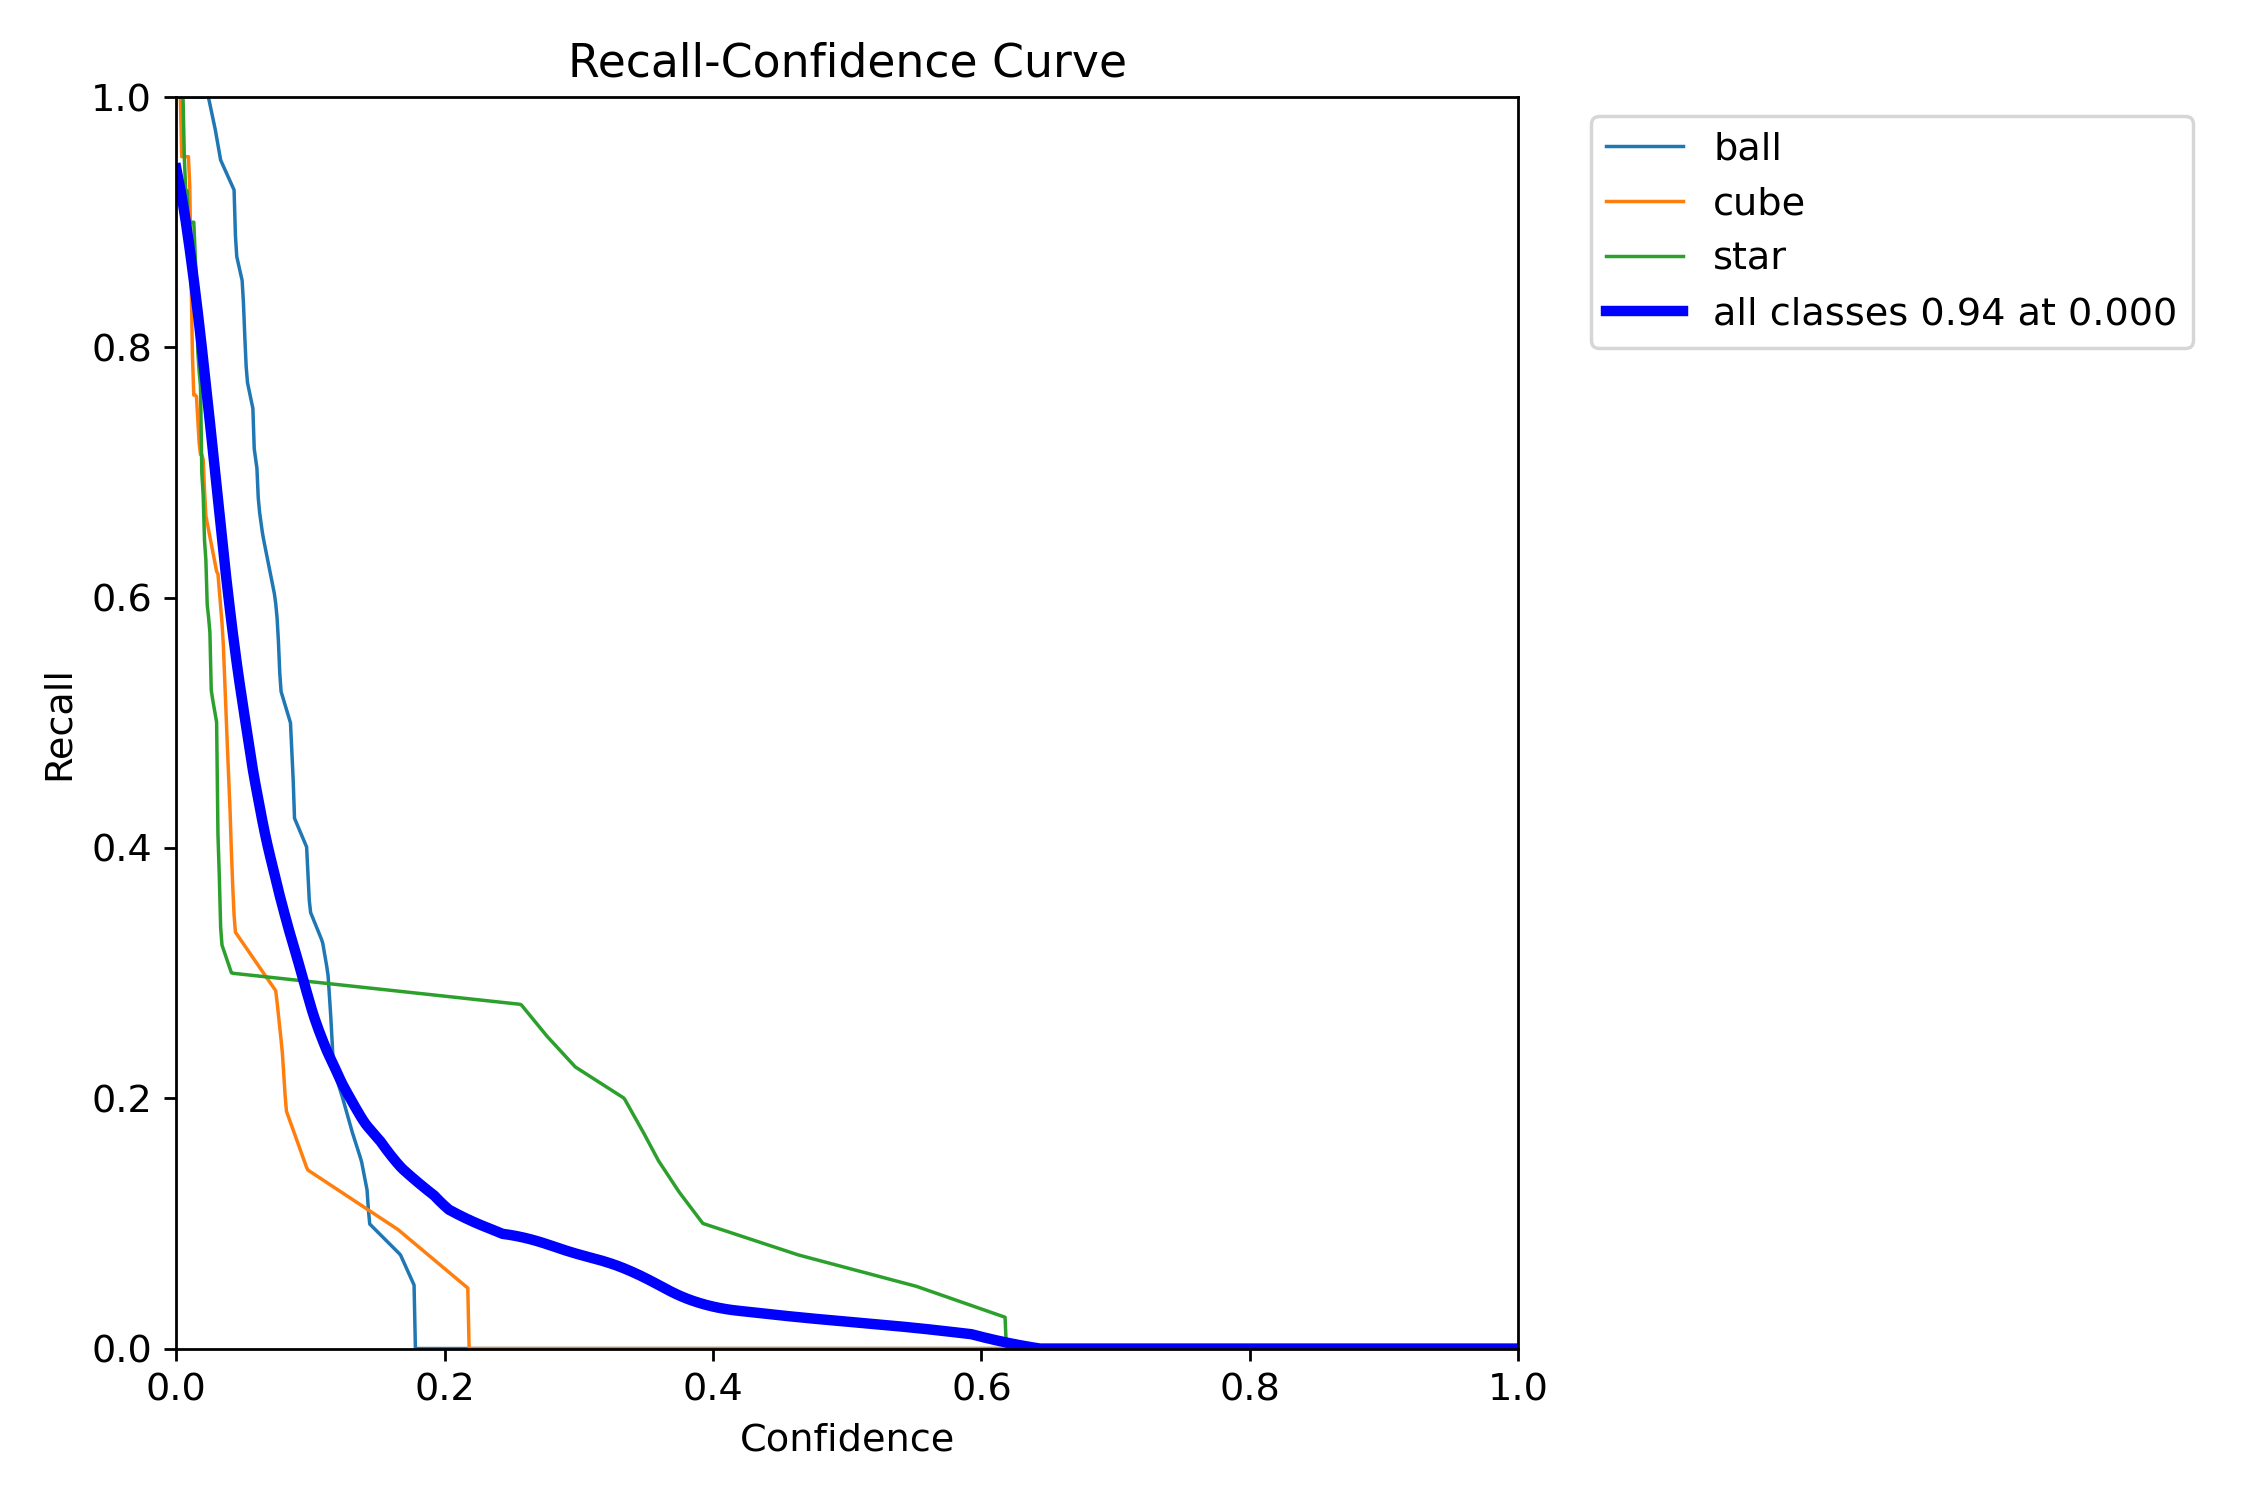 Recall-Confidence Curve
1.0
0.8
0.6
0.4
0.2
0.0
Recall
0.0 0.2 0.4 0.6 0.8 1.0
Confidence
ball
cube
star
all classes 0.94 at 0.000